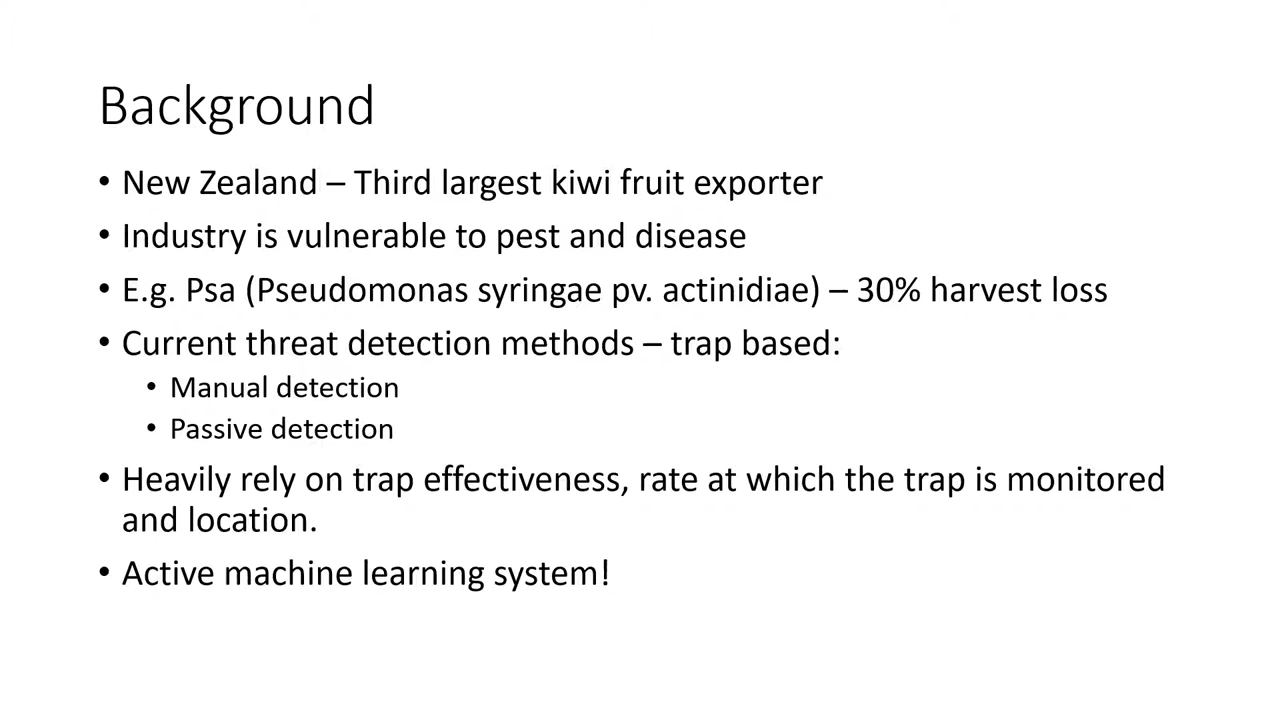 Background
• New Zealand – Third largest kiwi fruit exporter
• Industry is vulnerable to pest and disease
• E.g. Psa (Pseudomonas syringae pv. actinidiae) – 30% harvest loss
• Current threat detection methods – trap based:
• Manual detection
• Passive detection
• Heavily rely on trap effectiveness, rate at which the trap is monitored
and location.
• Active machine learning system!